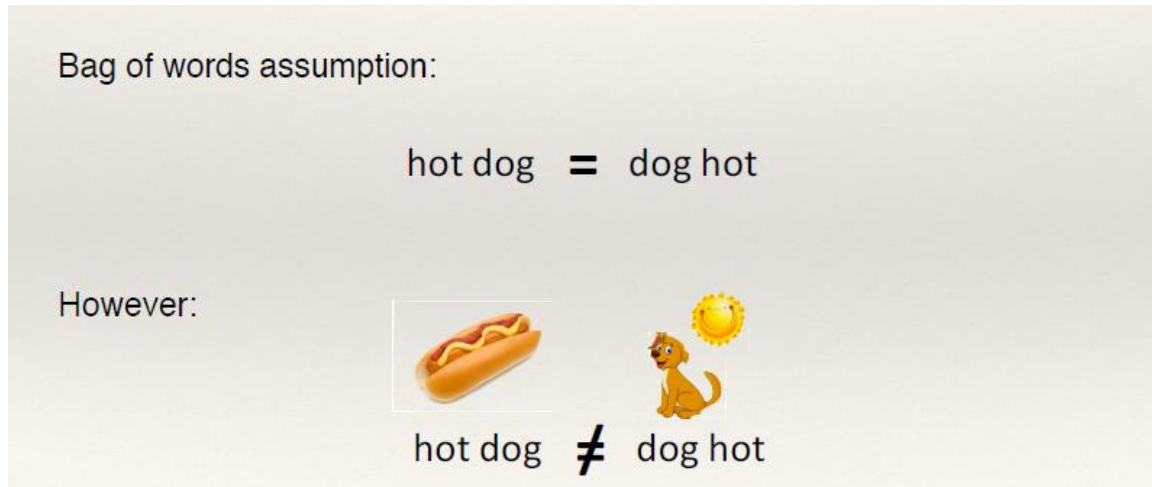 Bag of words assumption:
hot dog = dog hot
However:
hot dog ≠ dog hot